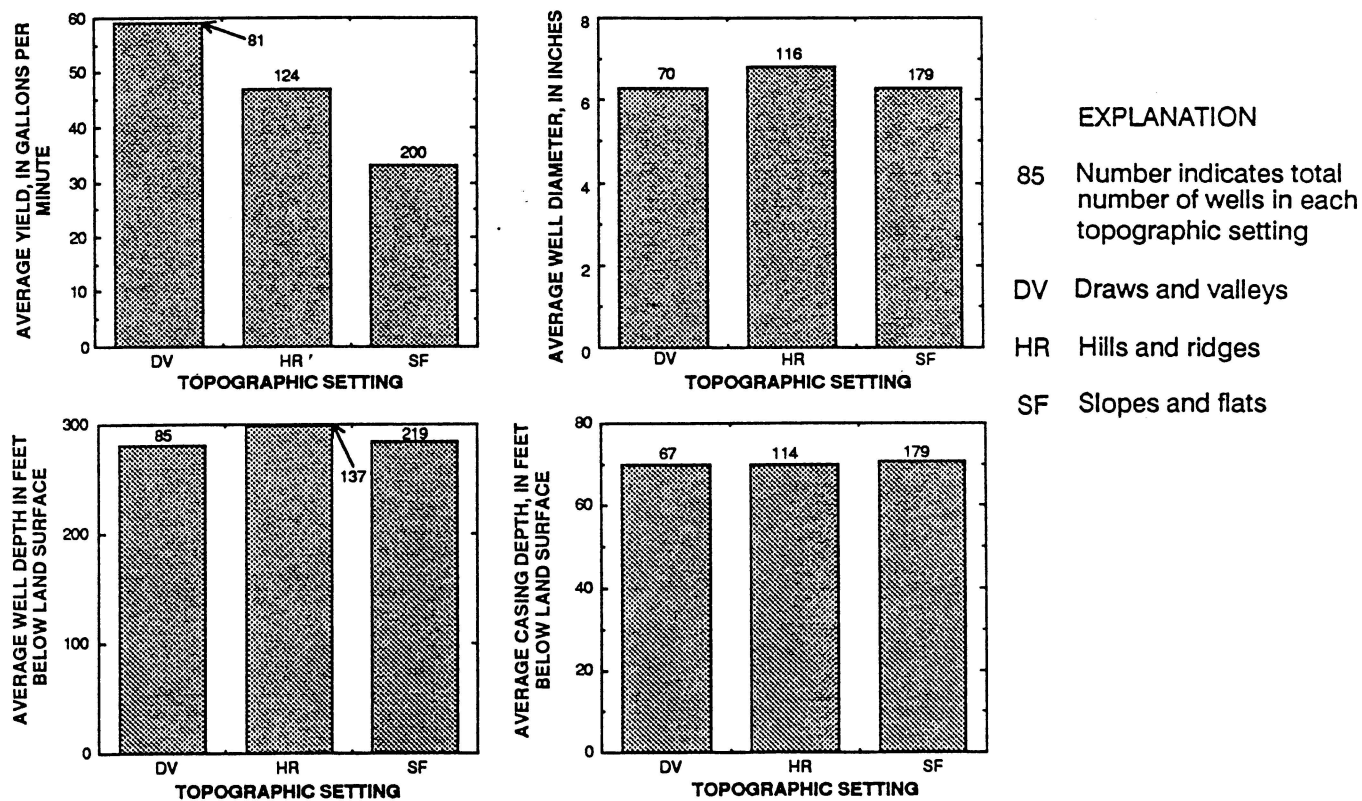 AVERAGE YIELD, IN GALLONS PER
MINUTE
60
50
40
30
20
10
0
81
124
200
DV
HR
SF
TOPOGRAPHIC SETTING
AVERAGE WELL DIAMETER, IN INCHES
8
6
4
2
0
70
116
179
DV
HR
SF
TOPOGRAPHIC SETTING
AVERAGE WELL DEPTH IN FEET
BELOW LAND SURFACE
300
200
100
0
85
137
219
DV
HR
SF
TOPOGRAPHIC SETTING
AVERAGE CASING DEPTH, IN FEET
BELOW LAND SURFACE
80
60
40
20
0
67
114
179
DV
HR
SF
TOPOGRAPHIC SETTING
EXPLANATION
85 Number indicates total
number of wells in each
topographic setting
DV Draws and valleys
HR Hills and ridges
SF Slopes and flats